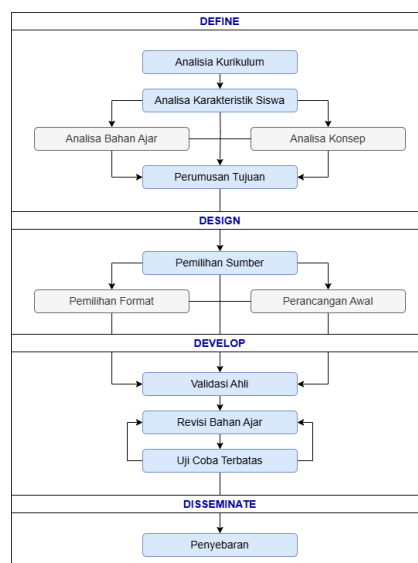 DEFINE
Analisia Kurikulum
Analisa Karakteristik Siswa
Analisa Bahan Ajar
Analisa Konsep
Perumusan Tujuan
DESIGN
Pemilihan Sumber
Pemilihan Format
Perancangan Awal
DEVELOP
Validasi Ahli
Revisi Bahan Ajar
Uji Coba Terbatas
DISSEMINATE
Penyebaran